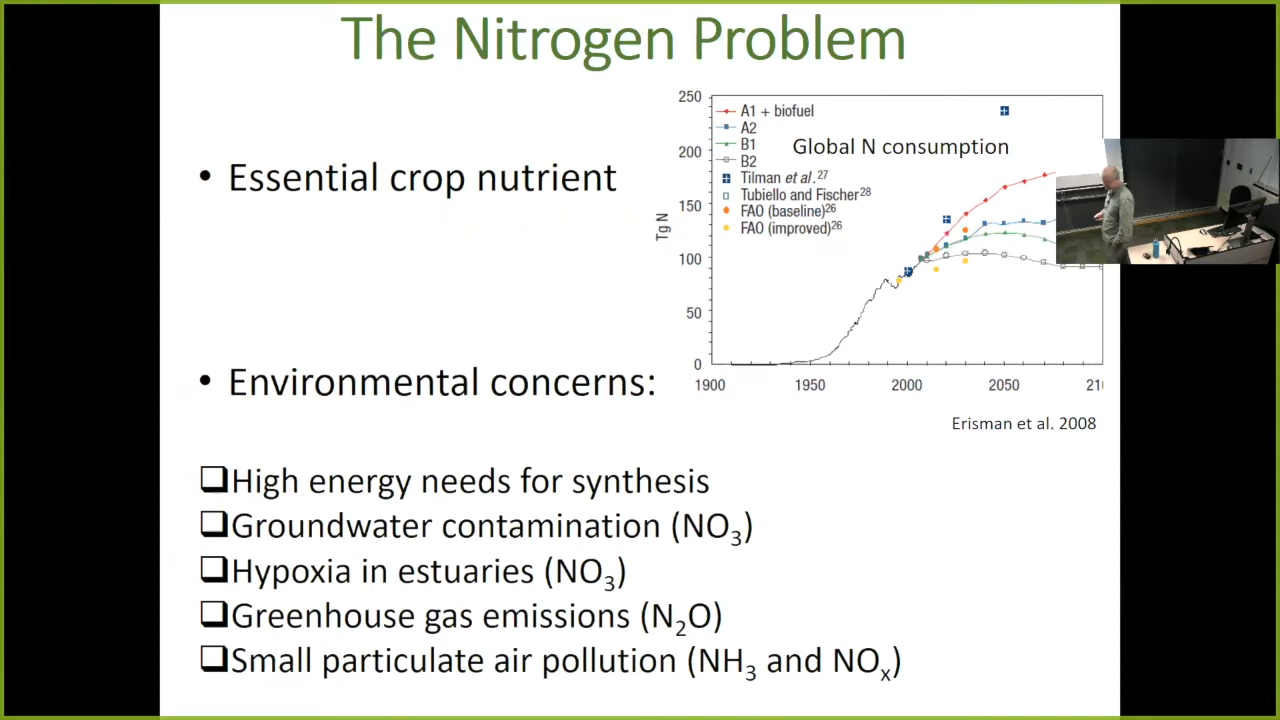 The Nitrogen Problem
• Essential crop nutrient
• Environmental concerns:
❑High energy needs for synthesis
❑Groundwater contamination (NO3)
❑Hypoxia in estuaries (NO3)
❑Greenhouse gas emissions (N2O)
❑Small particulate air pollution (NH3 and NOx)
Global N consumption
A1 + biofuel
A2
B1
B2
Tilman et al.27
Tubiello and Fischer28
FAO (baseline)26
FAO (improved)26
Tg N
250
200
150
100
50
0
1900 1950 2000 2050 210
Erisman et al. 2008